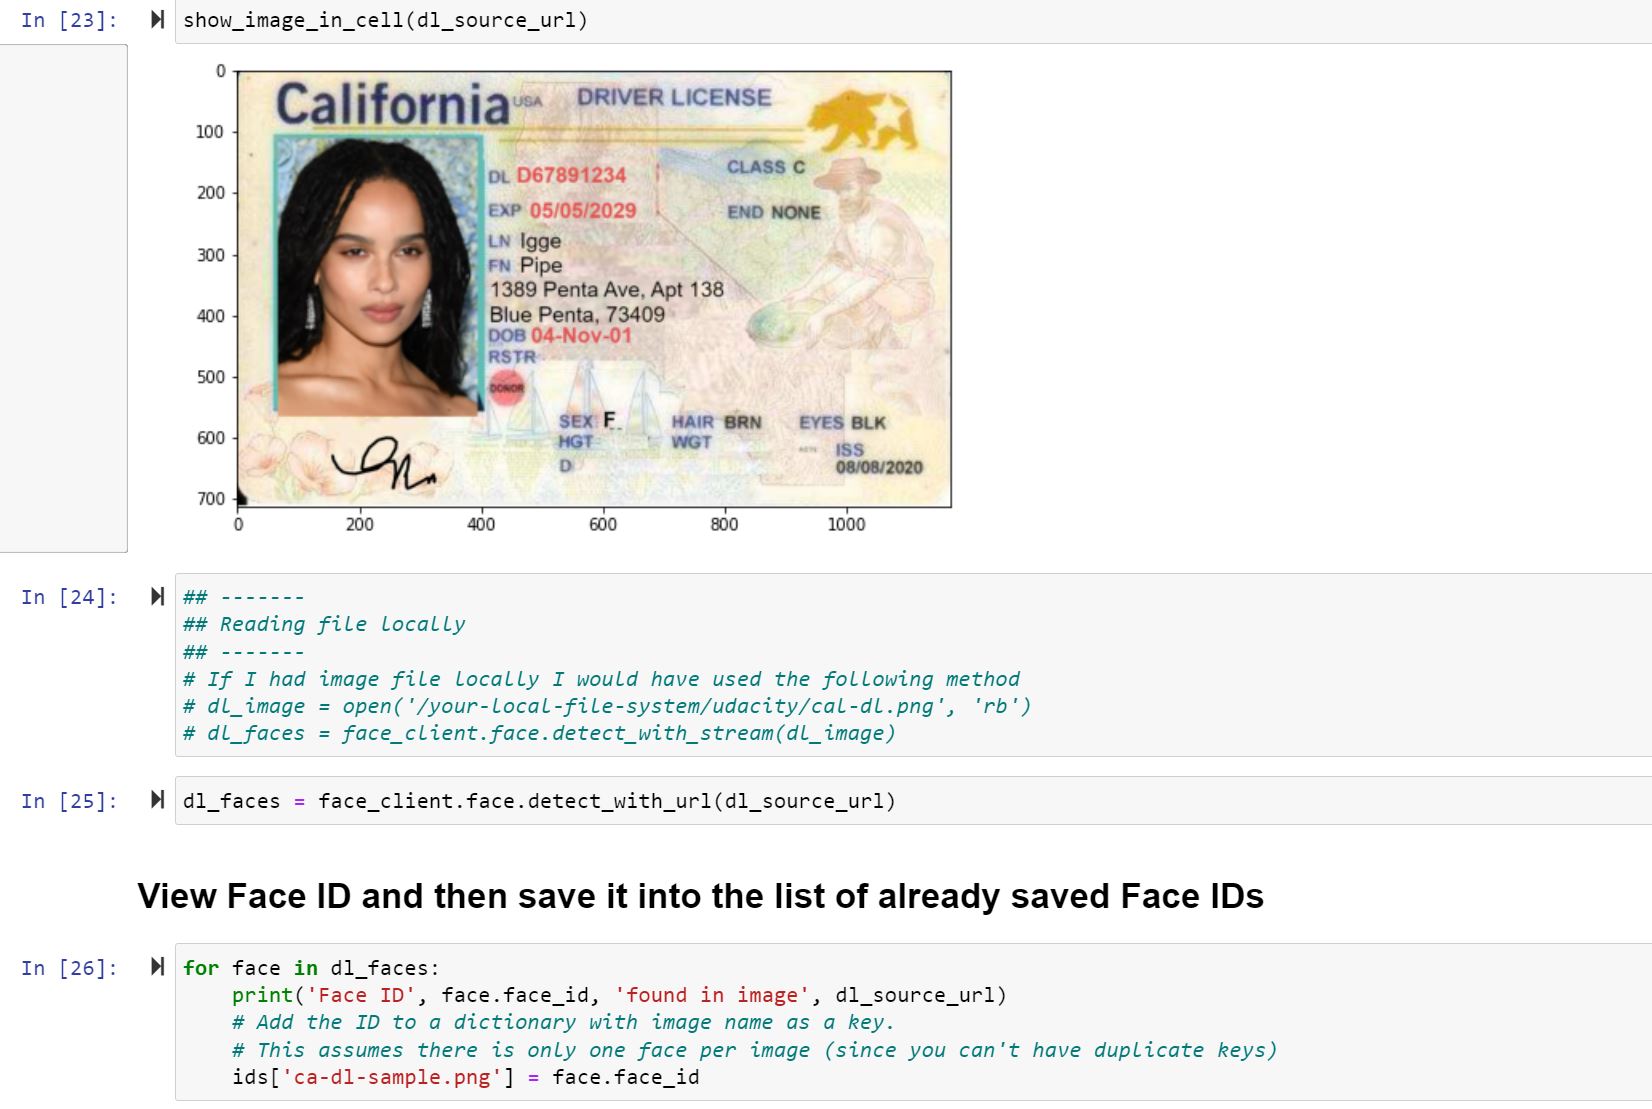 In [23]: show_image_in_cell(dl_source_url)
0
100
200
300
400
500
600
700
California USA DRIVER LICENSE
CLASS C
DL D67891234
EXP 05/05/2029
END NONE
LN Igge
FN Pipe
1389 Penta Ave, Apt 138
Blue Penta, 73409
DOB 04-Nov-01
RSTR
DONOR
SEX F HAIR BRN EYES BLK
HGT WGT
ISS
D 08/08/2020
0 200 400 600 800 1000
In [24]: ## -------
## Reading file locally
## -------
# If I had image file locally I would have used the following method
# dl_image = open('/your-local-file-system/udacity/cal-dl.png', 'rb')
# dl_faces = face_client.face.detect_with_stream(dl_image)
In [25]: dl_faces = face_client.face.detect_with_url(dl_source_url)
View Face ID and then save it into the list of already saved Face IDs
In [26]: for face in dl_faces:
    print('Face ID', face.face_id, 'found in image', dl_source_url)
    # Add the ID to a dictionary with image name as a key.
    # This assumes there is only one face per image (since you can't have duplicate keys)
    ids['ca-dl-sample.png'] = face.face_id